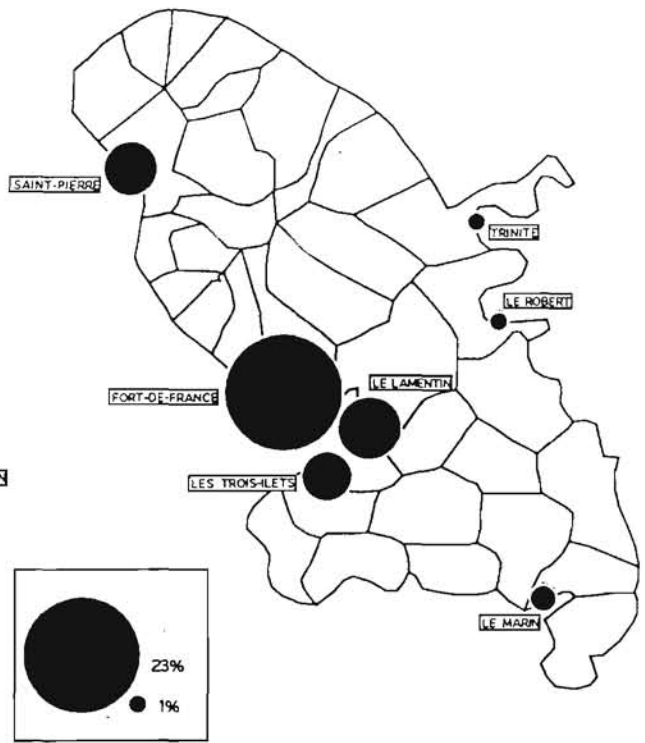 SAINT-PIERRE
TRINITE
LE ROBERT
LE LAMENTIN
FORT-DE-FRANCE
N
LES TROIS-ILETS
LE MARIN
23%
1%